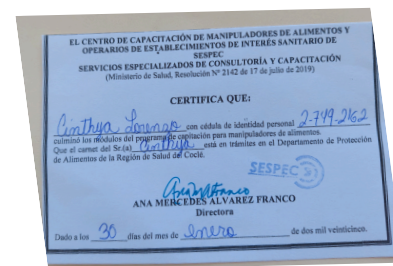 EL CENTRO DE CAPACITACIÓN DE MANIPULADORES DE ALIMENTOS Y
OPERARIOS DE ESTABLECIMIENTOS DE INTERÉS SANITARIO DE
SESPEC
SERVICIOS ESPECIALIZADOS DE CONSULTORÍA Y CAPACITACIÓN
(Ministerio de Salud, Resolución Nº 2142 de 17 de julio de 2019)
CERTIFICA QUE:
Cinthya Lorenzo con cédula de identidad personal 2-749-2162
culminó los módulos del programa de capitación para manipuladores de alimentos.
Que el carnet del Sr.(a) Cinthya está en trámites en el Departamento de Protección
de Alimentos de la Región de Salud de Coclé.
SESPEC
Ana M Franco
ANA MERCEDES ALVAREZ FRANCO
Directora
Dado a los 30 días del mes de enero de dos mil veinticinco.